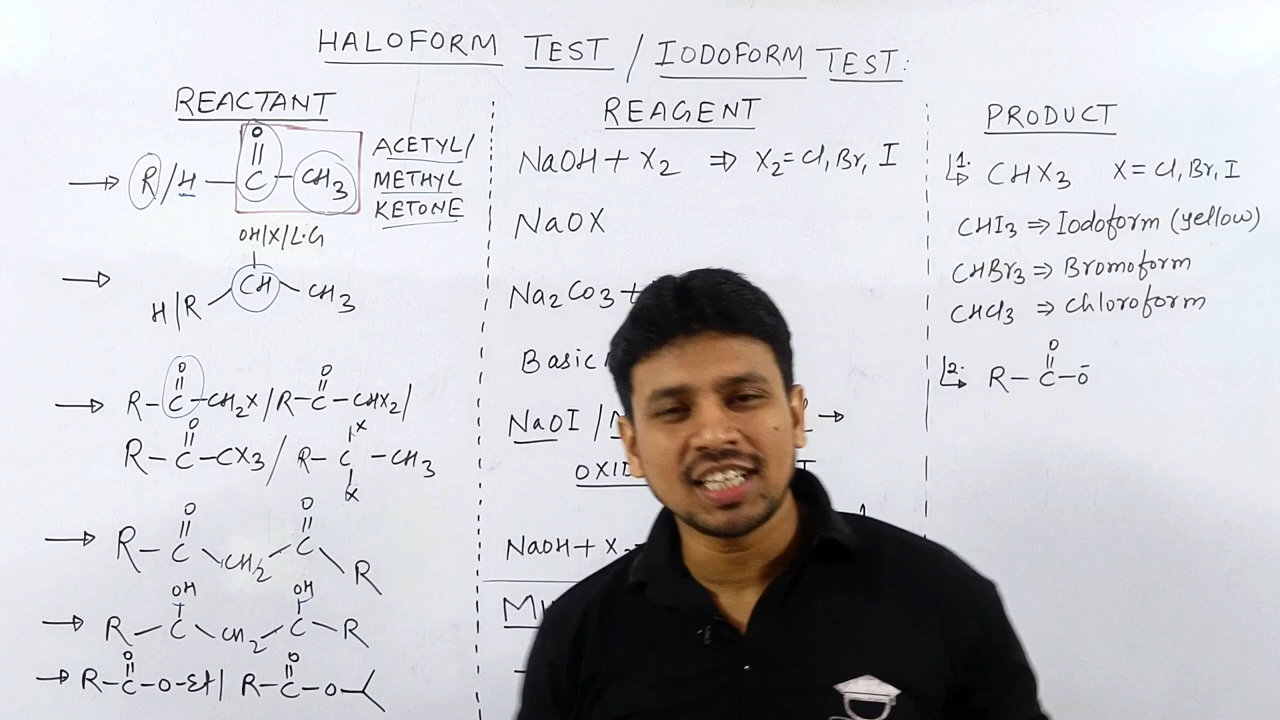 HALOFORM TEST / IODOFORM TEST:
REACTANT
→ R/H – C – CH3
O
ACETYL/
METHYL
KETONE
OH/X/L.G
→ H/R CH CH3
O O
→ R–C–CH2X/R–C–CHX2/
O X
R–C–CX3/ R–C–CH3
X
O O
→ R–C CH2 C R
OH OH
→ R–C CH2 C–R
O O
→ R–C–O–Et/ R–C–O
REAGENT
NaOH + X2 ⇒ X2 = Cl, Br, I
NaOX
Na2CO3 +
Basic
NaOI /
→
NaOH + X2
PRODUCT
1. CHX3 X = Cl, Br, I
CHI3 ⇒ Iodoform (yellow)
CHBr3 ⇒ Bromoform
CHCl3 ⇒ Chloroform
O
2. R–C–Ō